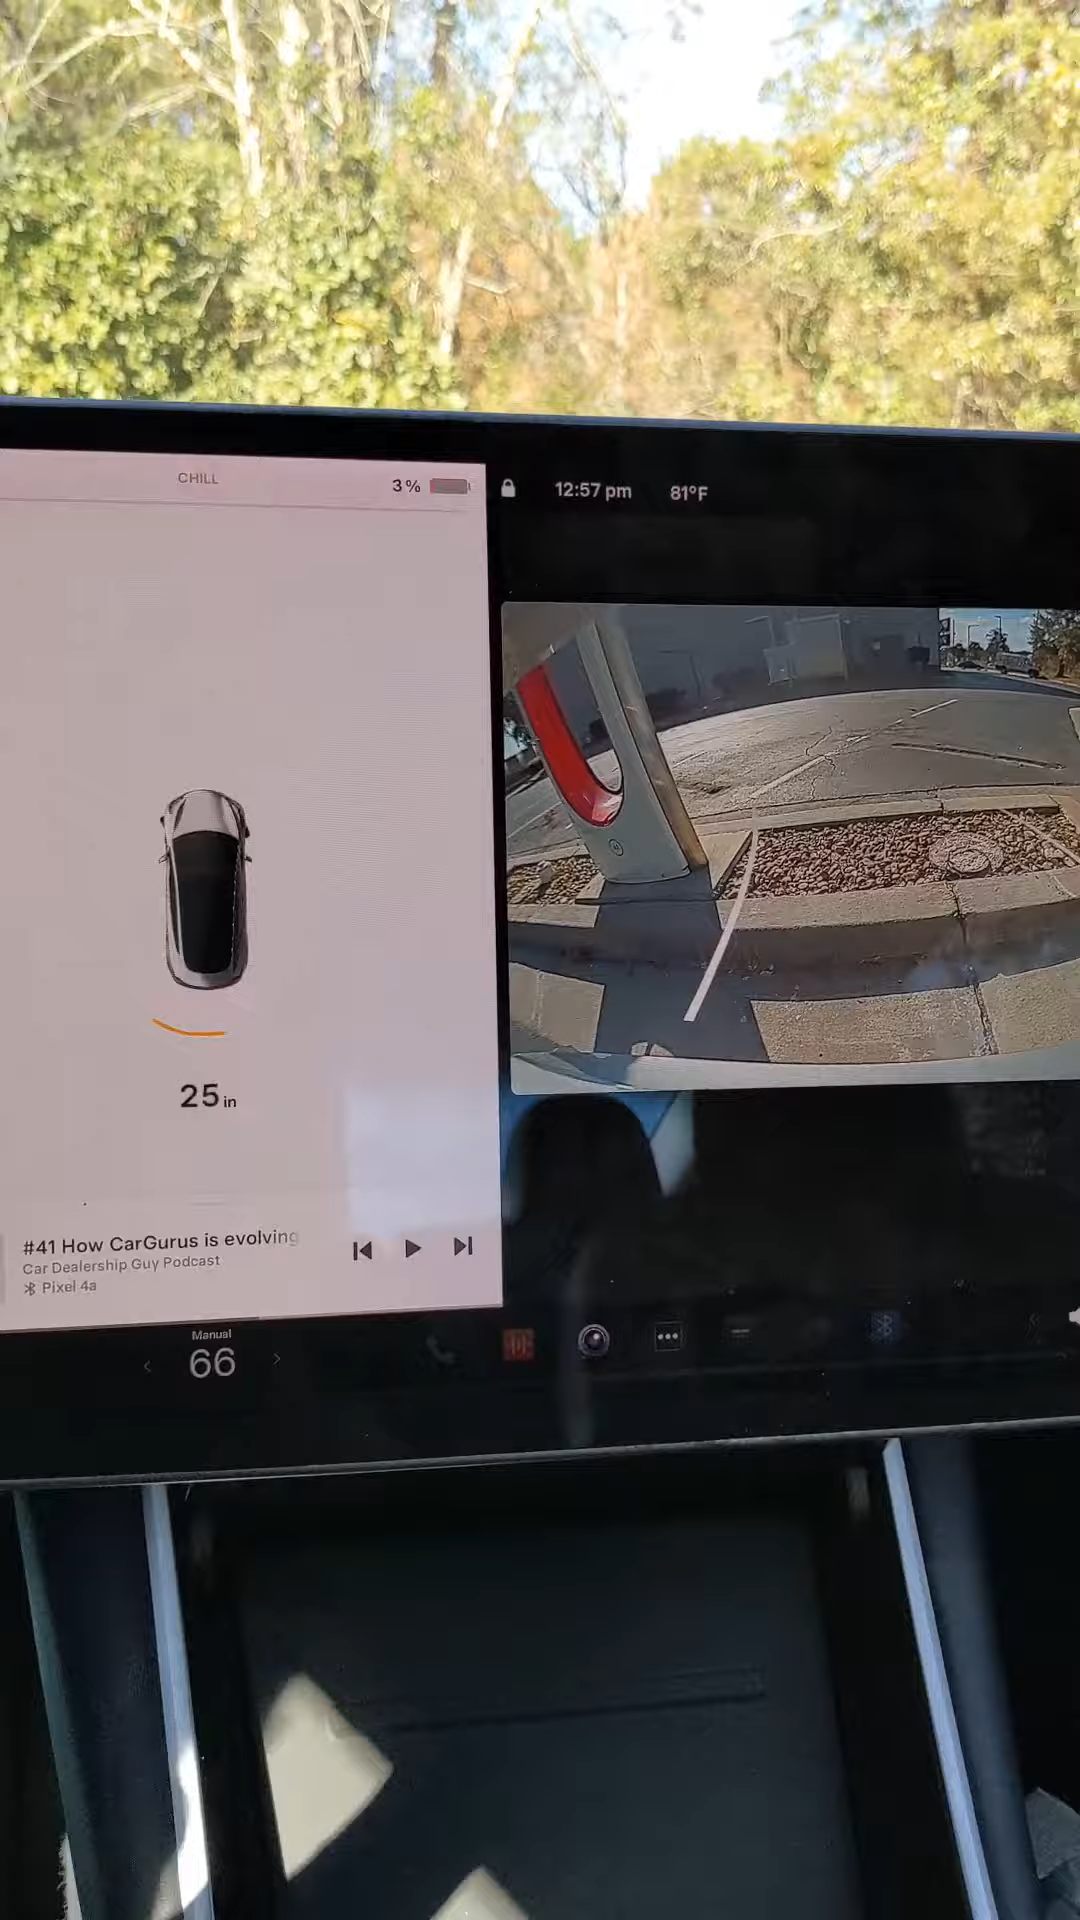 CHILL
3%
12:57 pm
81°F
25 in
#41 How CarGurus is evolving
Car Dealership Guy Podcast
Pixel 4a
Manual
66